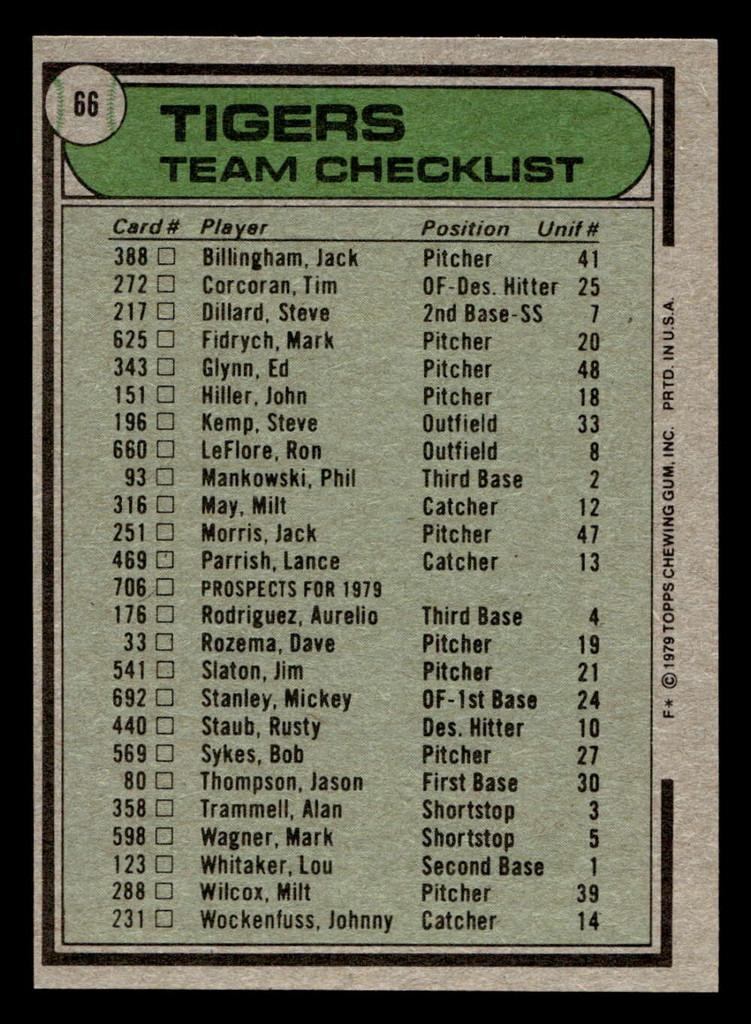 66
TIGERS
TEAM CHECKLIST
Card # Player Position Unif #
388 □ Billingham, Jack Pitcher 41
272 □ Corcoran, Tim OF-Des. Hitter 25
217 □ Dillard, Steve 2nd Base-SS 7
625 □ Fidrych, Mark Pitcher 20
343 □ Glynn, Ed Pitcher 48
151 □ Hiller, John Pitcher 18
196 □ Kemp, Steve Outfield 33
660 □ LeFlore, Ron Outfield 8
93 □ Mankowski, Phil Third Base 2
316 □ May, Milt Catcher 12
251 □ Morris, Jack Pitcher 47
469 □ Parrish, Lance Catcher 13
706 □ PROSPECTS FOR 1979
176 □ Rodriguez, Aurelio Third Base 4
33 □ Rozema, Dave Pitcher 19
541 □ Slaton, Jim Pitcher 21
692 □ Stanley, Mickey OF-1st Base 24
440 □ Staub, Rusty Des. Hitter 10
569 □ Sykes, Bob Pitcher 27
80 □ Thompson, Jason First Base 30
358 □ Trammell, Alan Shortstop 3
598 □ Wagner, Mark Shortstop 5
123 □ Whitaker, Lou Second Base 1
288 □ Wilcox, Milt Pitcher 39
231 □ Wockenfuss, Johnny Catcher 14
F* © 1979 TOPPS CHEWING GUM, INC. PRTD. IN U.S.A.